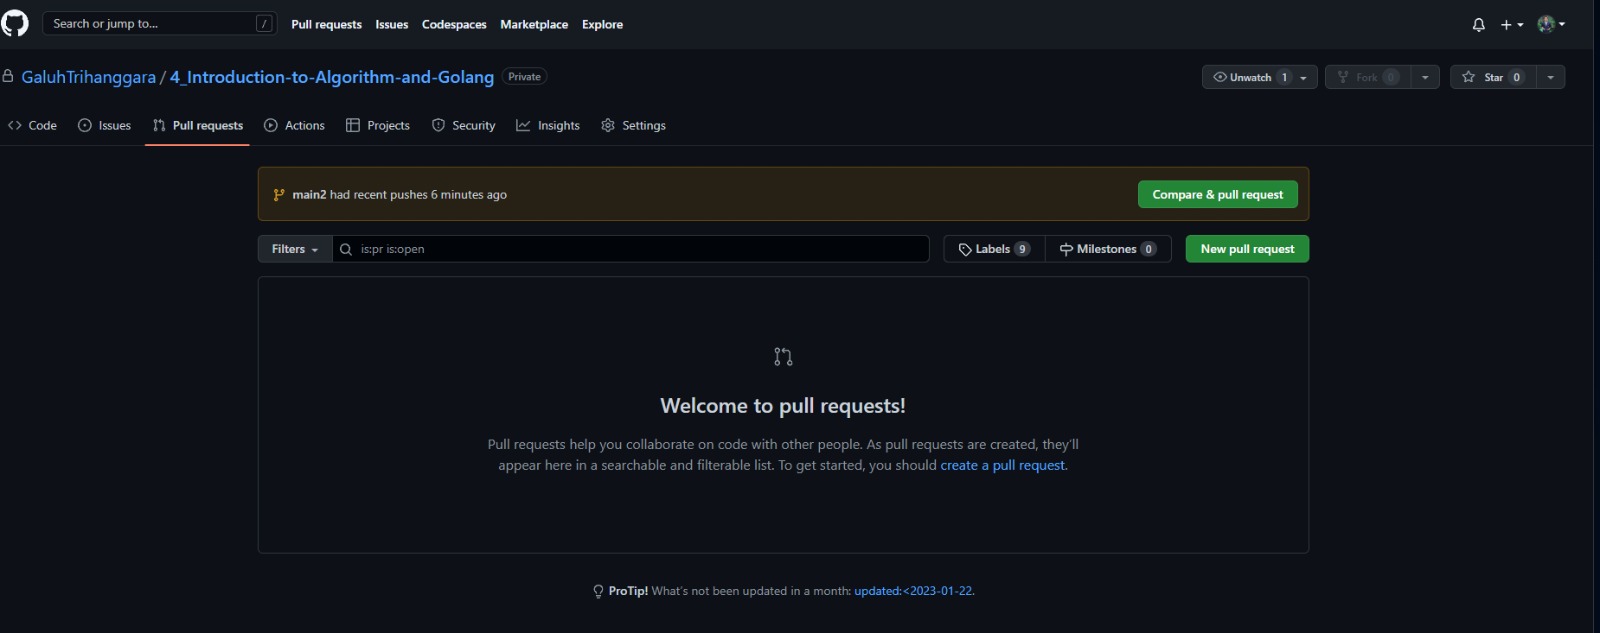 Search or jump to... / Pull requests Issues Codespaces Marketplace Explore
GaluhTrihanggara / 4_Introduction-to-Algorithm-and-Golang Private Unwatch 1 Fork 0 Star 0
Code Issues Pull requests Actions Projects Security Insights Settings
main2 had recent pushes 6 minutes ago Compare & pull request
Filters is:pr is:open Labels 9 Milestones 0 New pull request
Welcome to pull requests!
Pull requests help you collaborate on code with other people. As pull requests are created, they'll
appear here in a searchable and filterable list. To get started, you should create a pull request.
ProTip! What's not been updated in a month: updated:<2023-01-22.